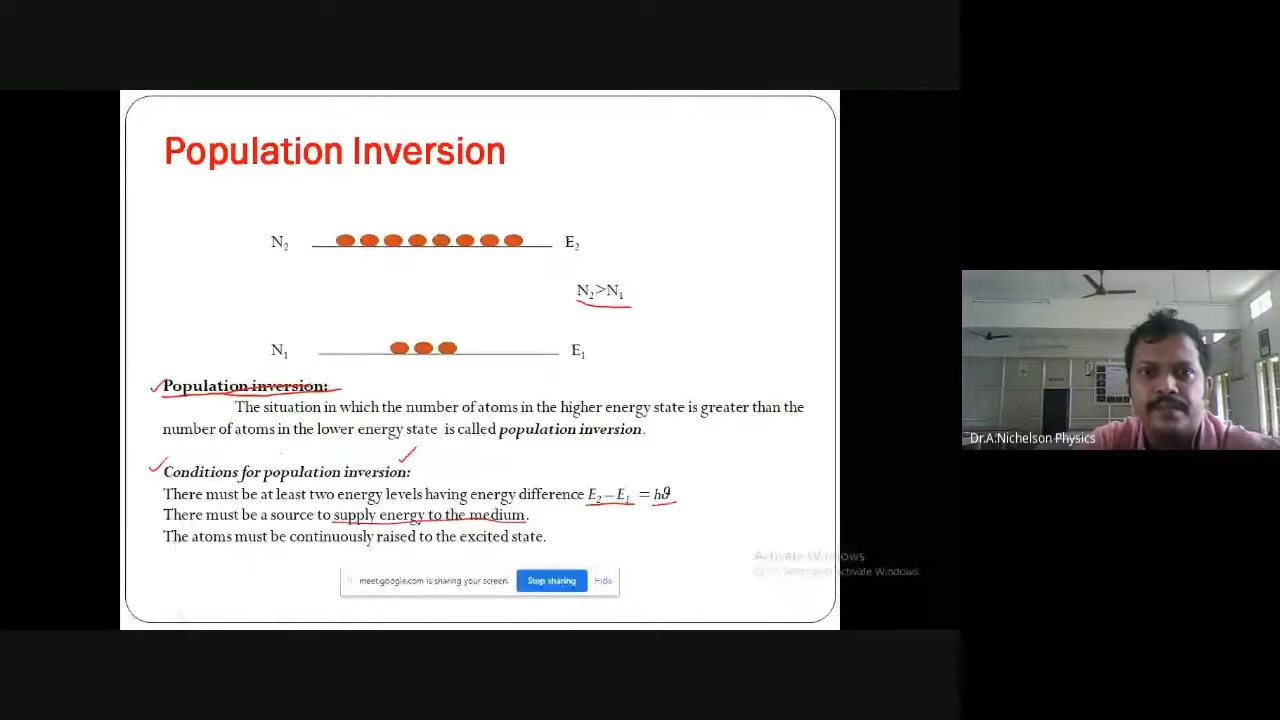 Population Inversion
N₂ E₂
N₂>N₁
N₁ E₁
Population inversion:
The situation in which the number of atoms in the higher energy state is greater than the
number of atoms in the lower energy state is called population inversion.
Conditions for population inversion:
There must be at least two energy levels having energy difference E₂–E₁ = hϑ
There must be a source to supply energy to the medium.
The atoms must be continuously raised to the excited state.
meet.google.com is sharing your screen. Stop sharing Hide
Activate Windows
Activate Windows.
Dr.A.Nichelson Physics